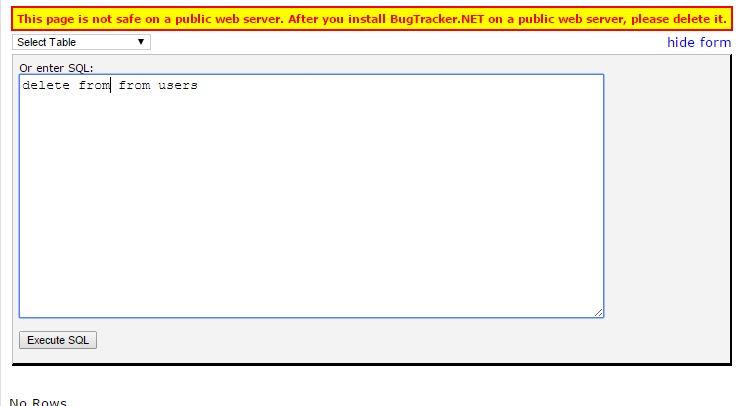 This page is not safe on a public web server. After you install BugTracker.NET on a public web server, please delete it.
Select Table
hide form
Or enter SQL:
delete from from users
Execute SQL
No Rows